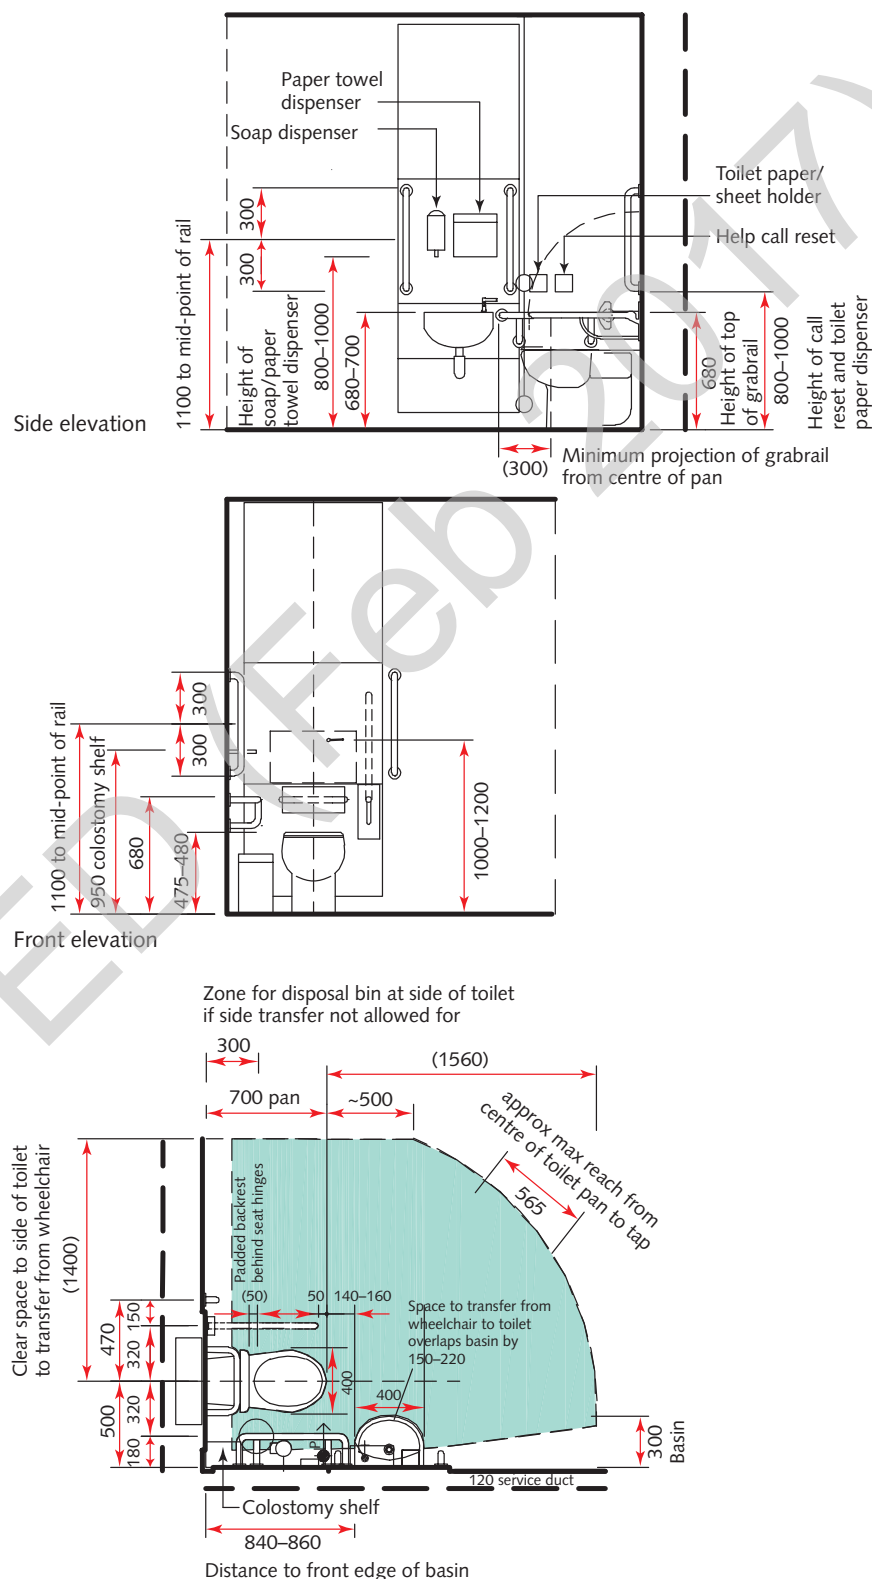 Paper towel
dispenser
Soap dispenser
Toilet paper/
sheet holder
Help call reset
300
300
1100 to mid-point of rail
Height of
soap/paper
towel dispenser
800–1000
680–700
680
Height of top
of grabrail
800–1000
Height of call
reset and toilet
paper dispenser
Side elevation
(300)
Minimum projection of grabrail
from centre of pan
300
300
1100 to mid-point of rail
950 colostomy shelf
680
475–480
1000–1200
Front elevation
Zone for disposal bin at side of toilet
if side transfer not allowed for
300
(1560)
700 pan
~500
approx max reach from
centre of toilet pan to tap
565
Clear space to side of toilet
to transfer from wheelchair
(1400)
Padded backrest
behind seat hinges
(50)
50
140–160
Space to transfer from
wheelchair to toilet
overlaps basin by
150–220
470
150
320
400
400
500
320
180
P
300
Basin
120 service duct
Colostomy shelf
840–860
Distance to front edge of basin
ED (Feb 2017)